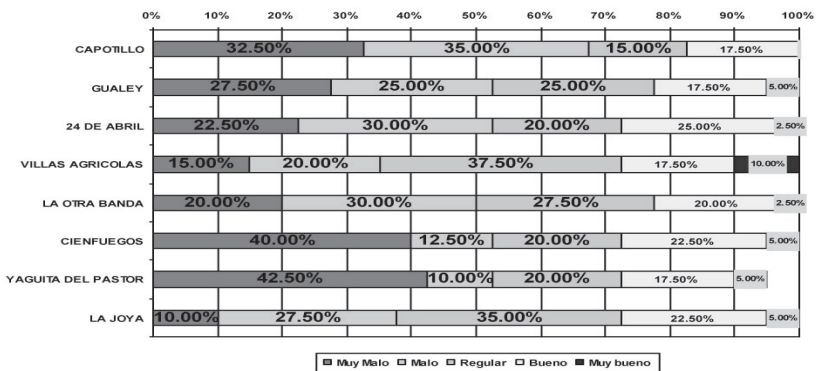 0% 10% 20% 30% 40% 50% 60% 70% 80% 90% 100%
CAPOTILLO 32.50% 35.00% 15.00% 17.50%
GUALEY 27.50% 25.00% 25.00% 17.50% 5.00%
24 DE ABRIL 22.50% 30.00% 20.00% 25.00% 2.50%
VILLAS AGRICOLAS 15.00% 20.00% 37.50% 17.50% 10.00%
LA OTRA BANDA 20.00% 30.00% 27.50% 20.00% 2.50%
CIENFUEGOS 40.00% 12.50% 20.00% 22.50% 5.00%
YAGUITA DEL PASTOR 42.50% 10.00% 20.00% 17.50% 5.00%
LA JOYA 10.00% 27.50% 35.00% 22.50% 5.00%
Muy Malo Malo Regular Bueno Muy bueno